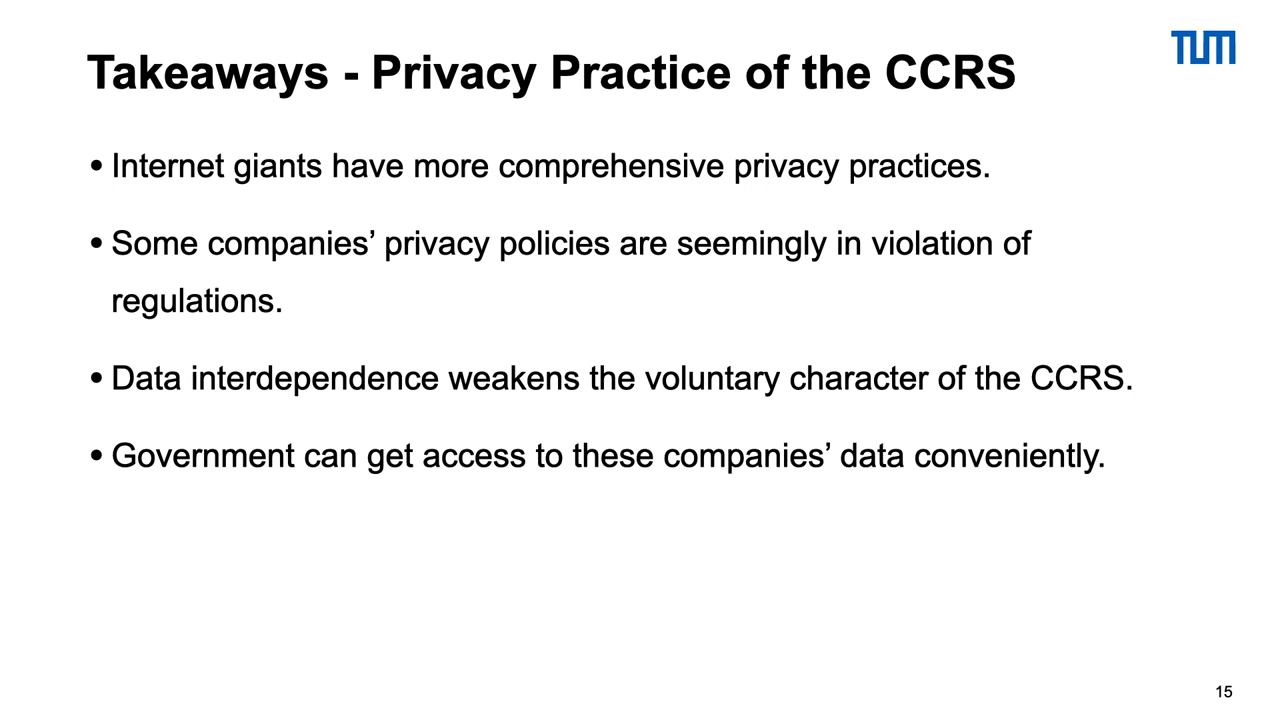 TUM
Takeaways - Privacy Practice of the CCRS
• Internet giants have more comprehensive privacy practices.
• Some companies’ privacy policies are seemingly in violation of
regulations.
• Data interdependence weakens the voluntary character of the CCRS.
• Government can get access to these companies’ data conveniently.
15